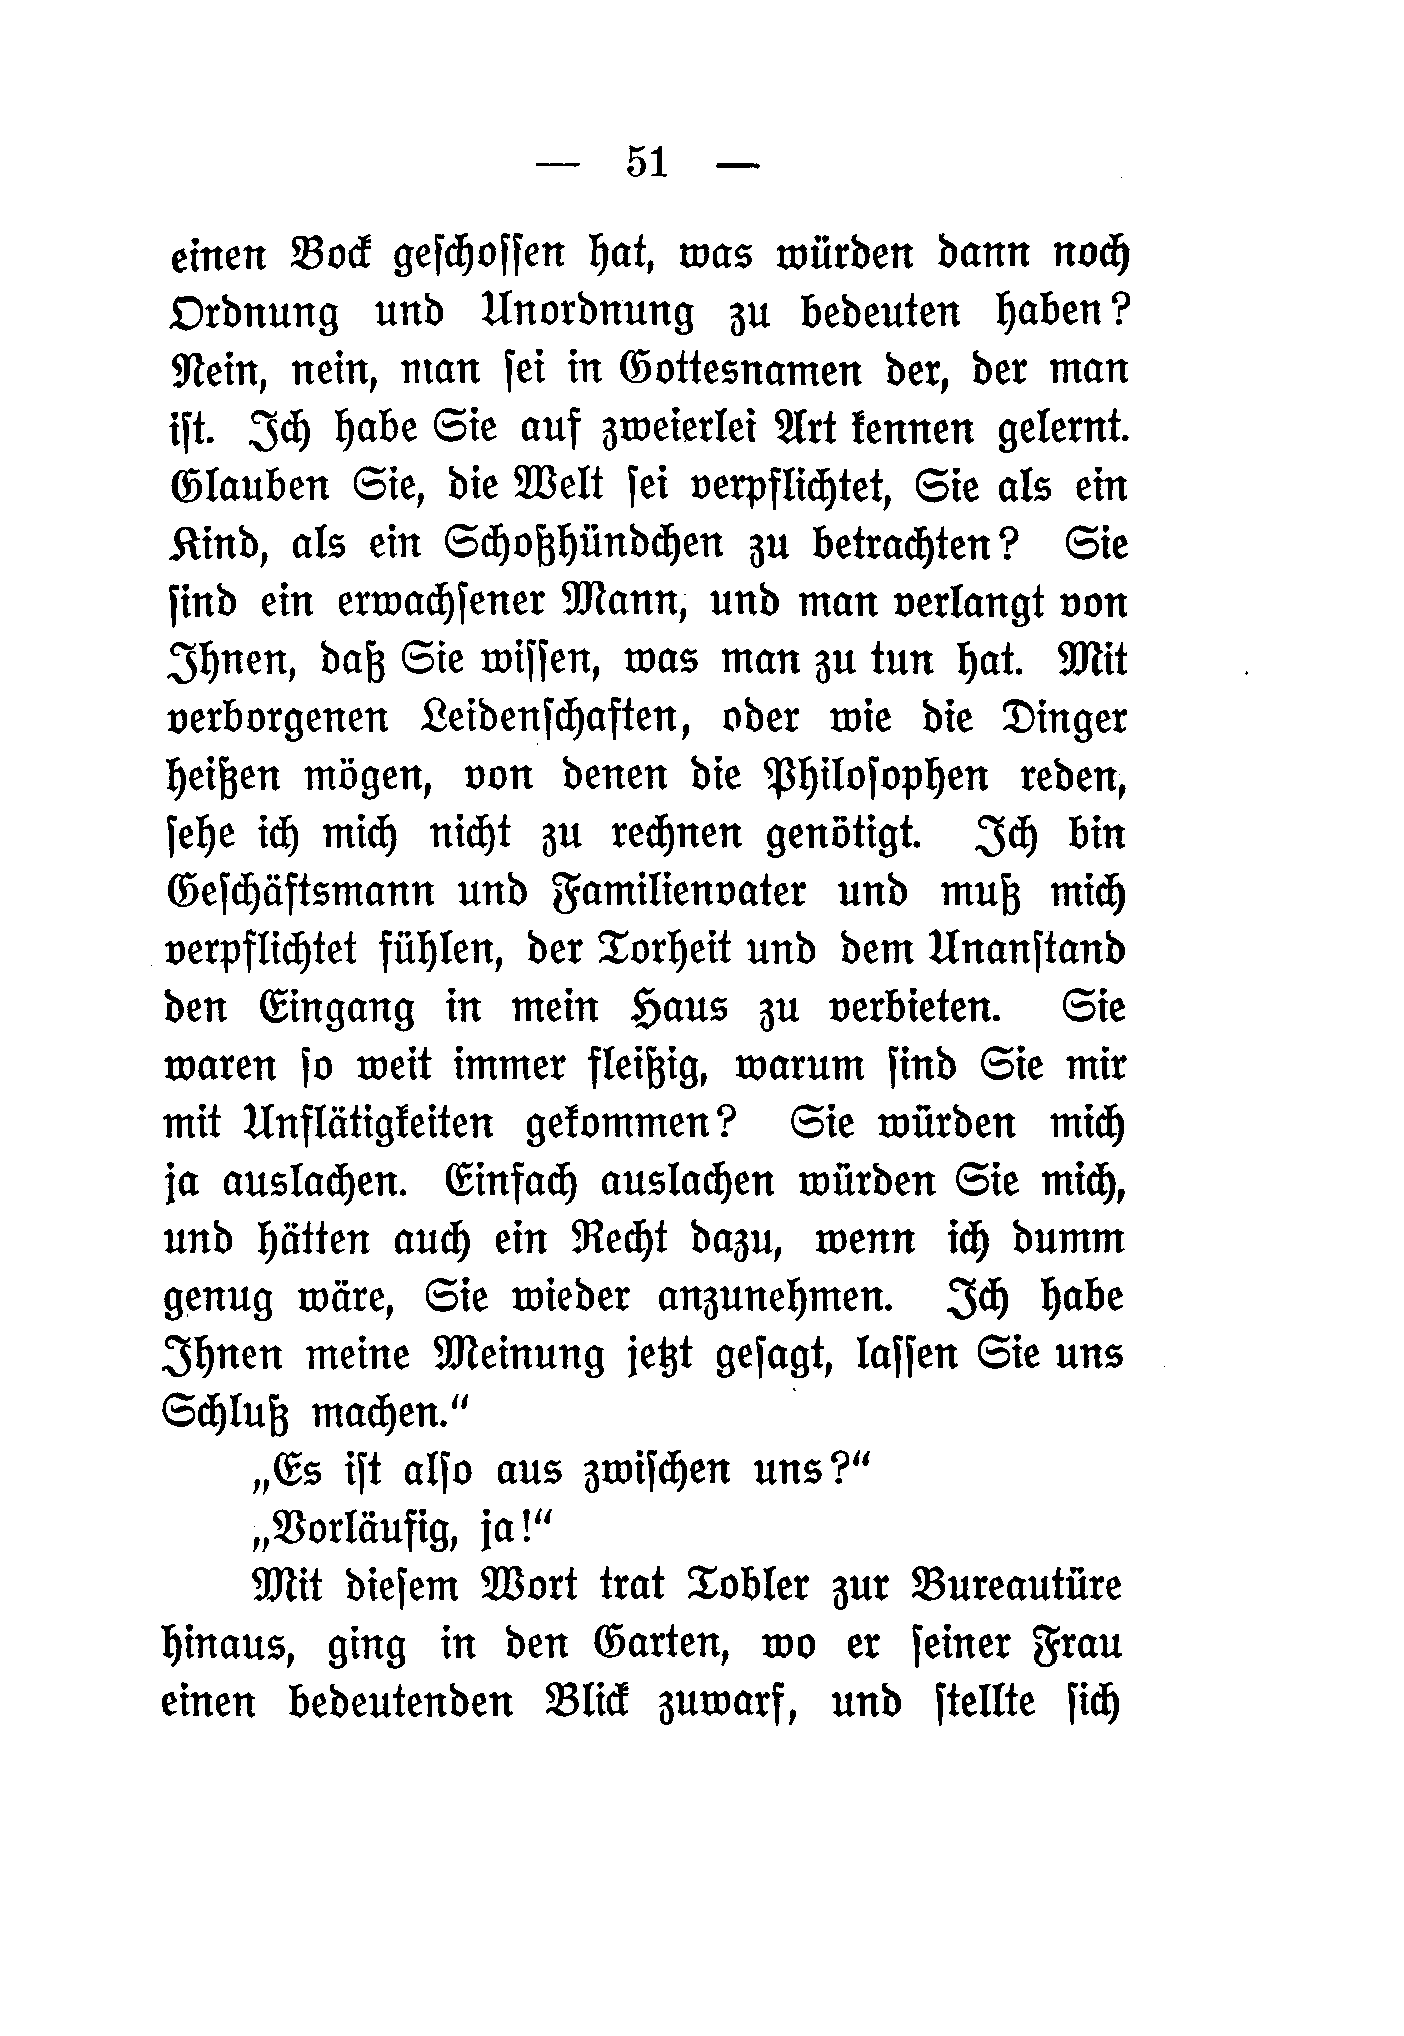 — 51 —
einen Bock geschossen hat, was würden dann noch
Ordnung und Unordnung zu bedeuten haben?
Nein, nein, man sei in Gottesnamen der, der man
ist. Ich habe Sie auf zweierlei Art kennen gelernt.
Glauben Sie, die Welt sei verpflichtet, Sie als ein
Kind, als ein Schoßhündchen zu betrachten? Sie
sind ein erwachsener Mann, und man verlangt von
Ihnen, daß Sie wissen, was man zu tun hat. Mit
verborgenen Leidenschaften, oder wie die Dinger
heißen mögen, von denen die Philosophen reden,
sehe ich mich nicht zu rechnen genötigt. Ich bin
Geschäftsmann und Familienvater und muß mich
verpflichtet fühlen, der Torheit und dem Unanstand
den Eingang in mein Haus zu verbieten. Sie
waren so weit immer fleißig, warum sind Sie mir
mit Unflätigkeiten gekommen? Sie würden mich
ja auslachen. Einfach auslachen würden Sie mich,
und hätten auch ein Recht dazu, wenn ich dumm
genug wäre, Sie wieder anzunehmen. Ich habe
Ihnen meine Meinung jetzt gesagt, lassen Sie uns
Schluß machen.“
„Es ist also aus zwischen uns?“
„Vorläufig, ja!“
Mit diesem Wort trat Tobler zur Bureautüre
hinaus, ging in den Garten, wo er seiner Frau
einen bedeutenden Blick zuwarf, und stellte sich